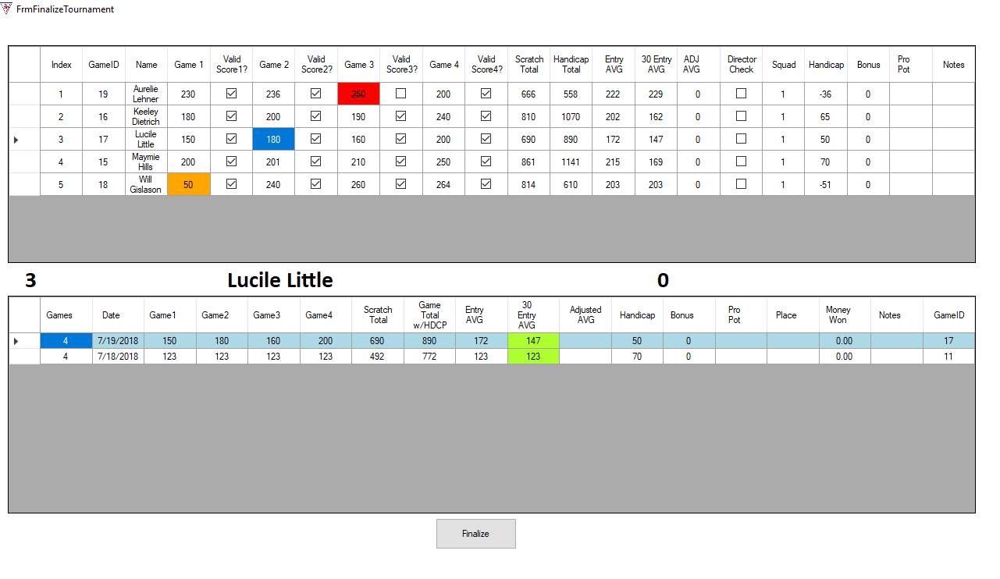 FrmFinalizeTournament
Index GameID Name Game 1 Valid Score1? Game 2 Valid Score2? Game 3 Valid Score3? Game 4 Valid Score4? Scratch Total Handicap Total Entry AVG 30 Entry AVG ADJ AVG Director Check Squad Handicap Bonus Pro Pot Notes
1 19 Aurelie Lehner 230 236 250 200 666 558 222 229 0 1 -36 0
2 16 Keeley Dietrich 180 200 190 240 810 1070 202 162 0 1 65 0
3 17 Lucile Little 150 180 160 200 690 890 172 147 0 1 50 0
4 15 Maymie Hills 200 201 210 250 861 1141 215 169 0 1 70 0
5 18 Will Gislason 50 240 260 264 814 610 203 203 0 1 -51 0
3 Lucile Little 0
Games Date Game1 Game2 Game3 Game4 Scratch Total Game Total w/HDCP Entry AVG 30 Entry AVG Adjusted AVG Handicap Bonus Pro Pot Place Money Won Notes GameID
4 7/19/2018 150 180 160 200 690 890 172 147 50 0 0.00 17
4 7/18/2018 123 123 123 123 492 772 123 123 70 0 0.00 11
Finalize